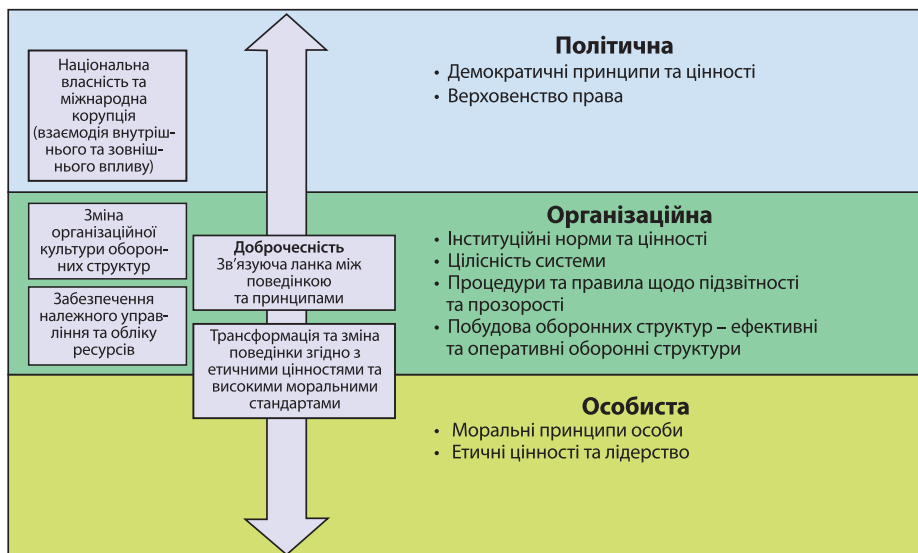 Національна
власність та
міжнародна
корупція
(взаємодія внутріш-
нього та зовніш-
нього впливу)
Політична
• Демократичні принципи та цінності
• Верховенство права
Зміна
організаційної
культури оборон-
них структур
Забезпечення
належного управ-
ління та обліку
ресурсів
Доброчесність
Зв’язуюча ланка між
поведінкою
та принципами
Трансформація та зміна
поведінки згідно з
етичними цінностями та
високими моральними
стандартами
Організаційна
• Інституційні норми та цінності
• Цілісність системи
• Процедури та правила щодо підзвітності
та прозорості
• Побудова оборонних структур – ефективні
та оперативні оборонні структури
Особиста
• Моральні принципи особи
• Етичні цінності та лідерство